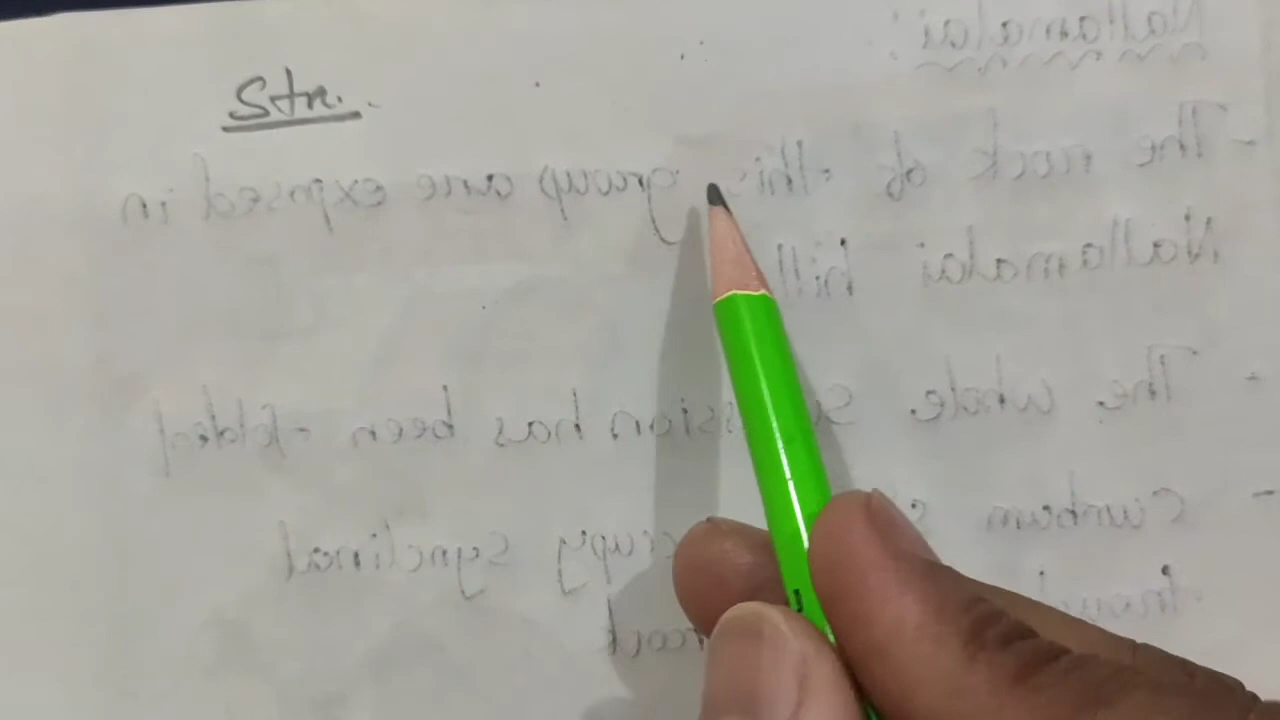 Str.
Nallamalai:
- The rock of this group are exposed in
Nallamalai hill
- The whole has been folded
- Cumbum synclinal